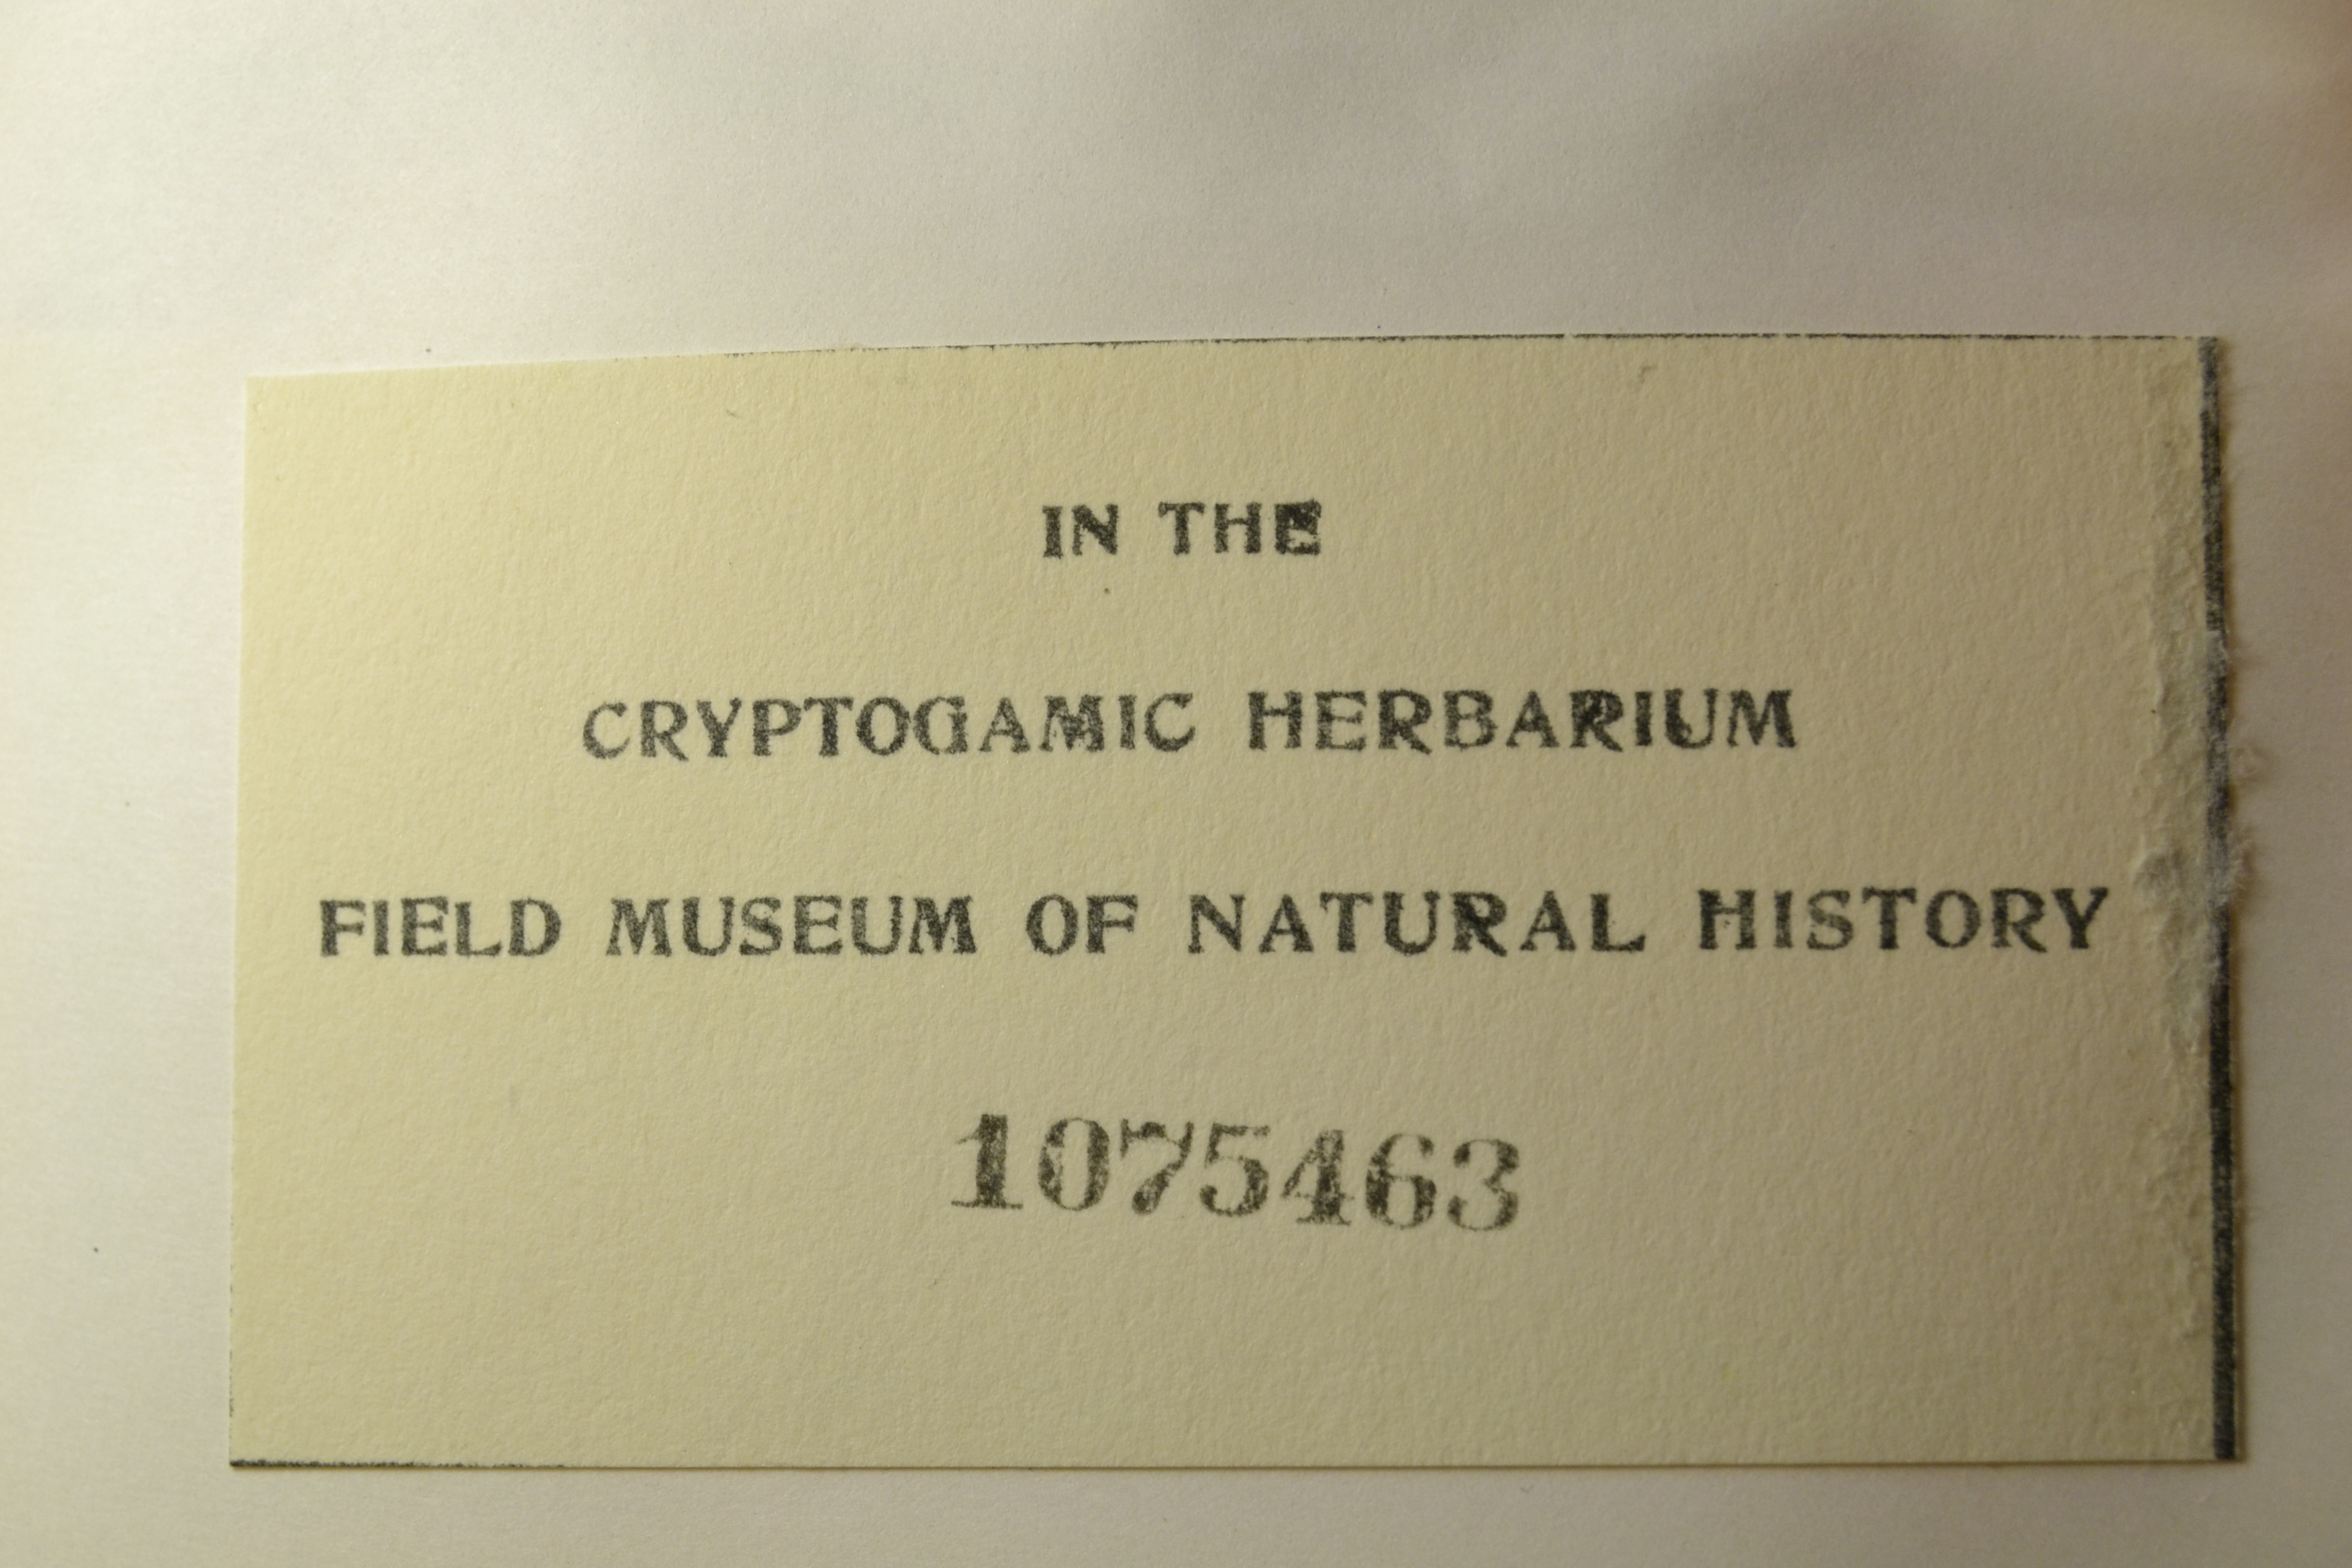 IN THE
CRYPTOGAMIC HERBARIUM
FIELD MUSEUM OF NATURAL HISTORY
1075463